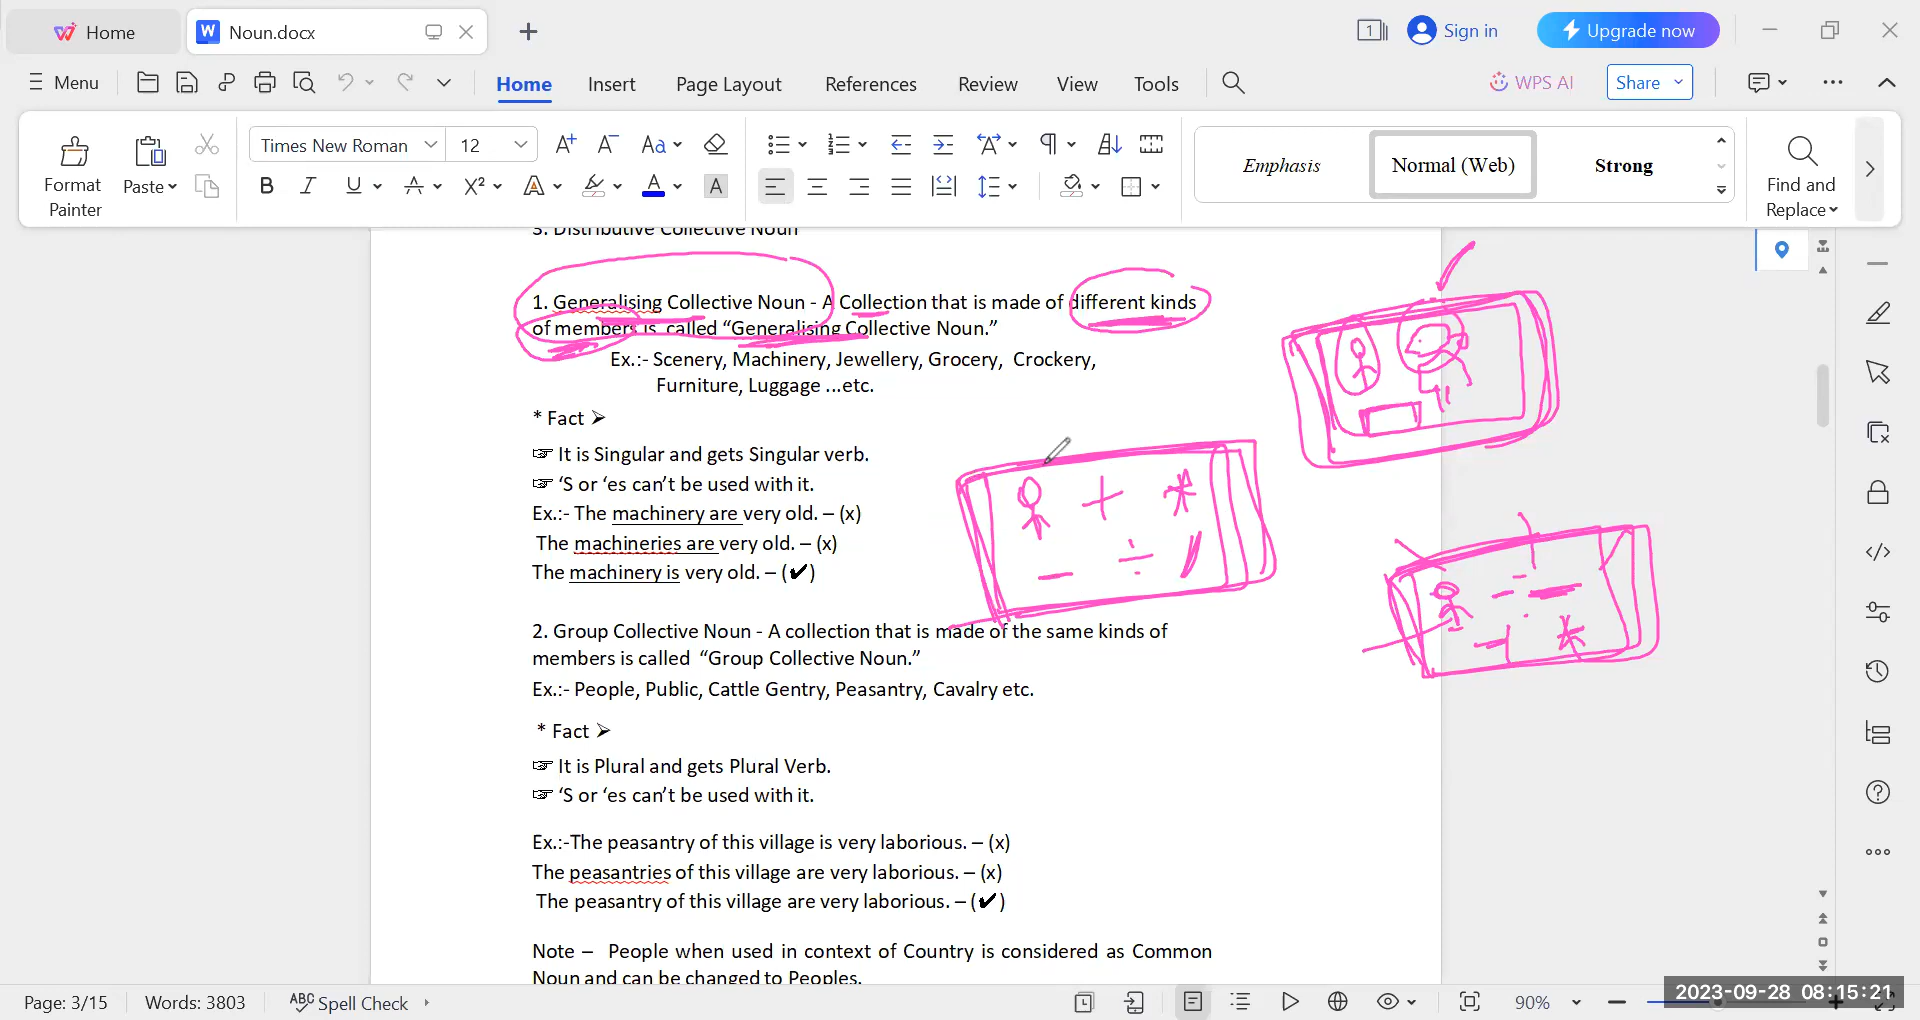 Home
Noun.docx
1
Sign in
Upgrade now
Menu
Home
Insert
Page Layout
References
Review
View
Tools
WPS AI
Share
Format
Painter
Paste
Times New Roman
12
Emphasis
Normal (Web)
Strong
Find and
Replace
3. Distributive Collective Noun
1. Generalising Collective Noun - A Collection that is made of different kinds
of members is called “Generalising Collective Noun.”
Ex.:- Scenery, Machinery, Jewellery, Grocery, Crockery,
Furniture, Luggage ...etc.
* Fact ➢
☞ It is Singular and gets Singular verb.
☞ ‘S or ‘es can’t be used with it.
Ex.:- The machinery are very old. – (x)
The machineries are very old. – (x)
The machinery is very old. – (✔)
2. Group Collective Noun - A collection that is made of the same kinds of
members is called “Group Collective Noun.”
Ex.:- People, Public, Cattle Gentry, Peasantry, Cavalry etc.
* Fact ➢
☞ It is Plural and gets Plural Verb.
☞ ‘S or ‘es can’t be used with it.
Ex.:-The peasantry of this village is very laborious. – (x)
The peasantries of this village are very laborious. – (x)
The peasantry of this village are very laborious. – (✔)
Note – People when used in context of Country is considered as Common
Noun and can be changed to Peoples.
Page: 3/15
Words: 3803
Spell Check
90%
2023-09-28 08:15:21